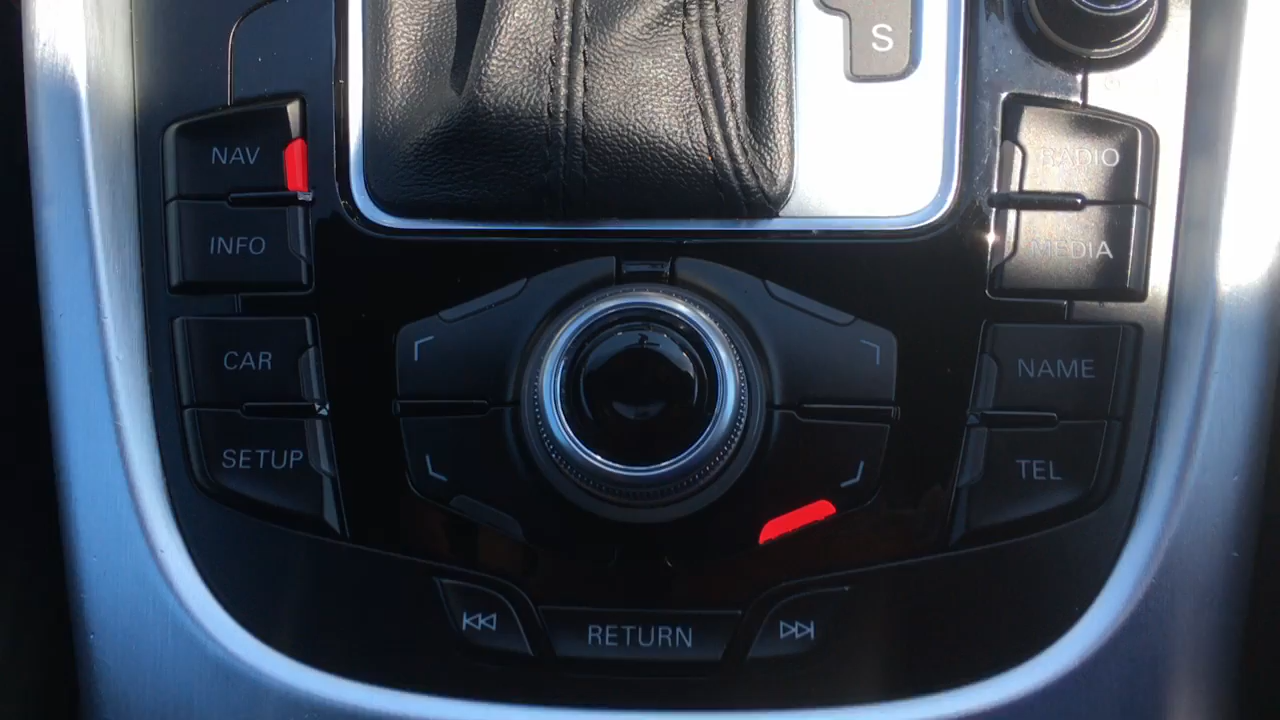 S
NAV
RADIO
INFO
MEDIA
CAR
NAME
SETUP
TEL
RETURN